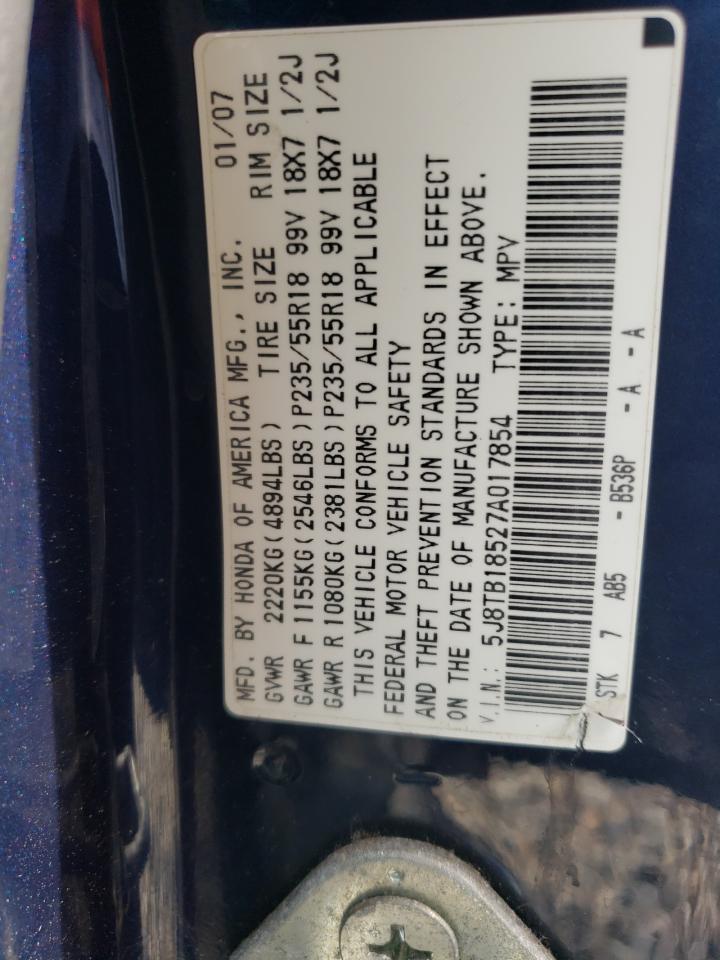 MFD. BY HONDA OF AMERICA MFG., INC. 01/07
GVWR 2220KG(4894LBS) TIRE SIZE RIM SIZE
GAWR F 1155KG(2546LBS)P235/55R18 99V 18X7 1/2J
GAWR R 1080KG(2381LBS)P235/55R18 99V 18X7 1/2J
THIS VEHICLE CONFORMS TO ALL APPLICABLE
FEDERAL MOTOR VEHICLE SAFETY
AND THEFT PREVENTION STANDARDS IN EFFECT
ON THE DATE OF MANUFACTURE SHOWN ABOVE.
V.I.N.: 5J8TB18527A017854 TYPE: MPV
STK 7 AB5 - B536P - A - A